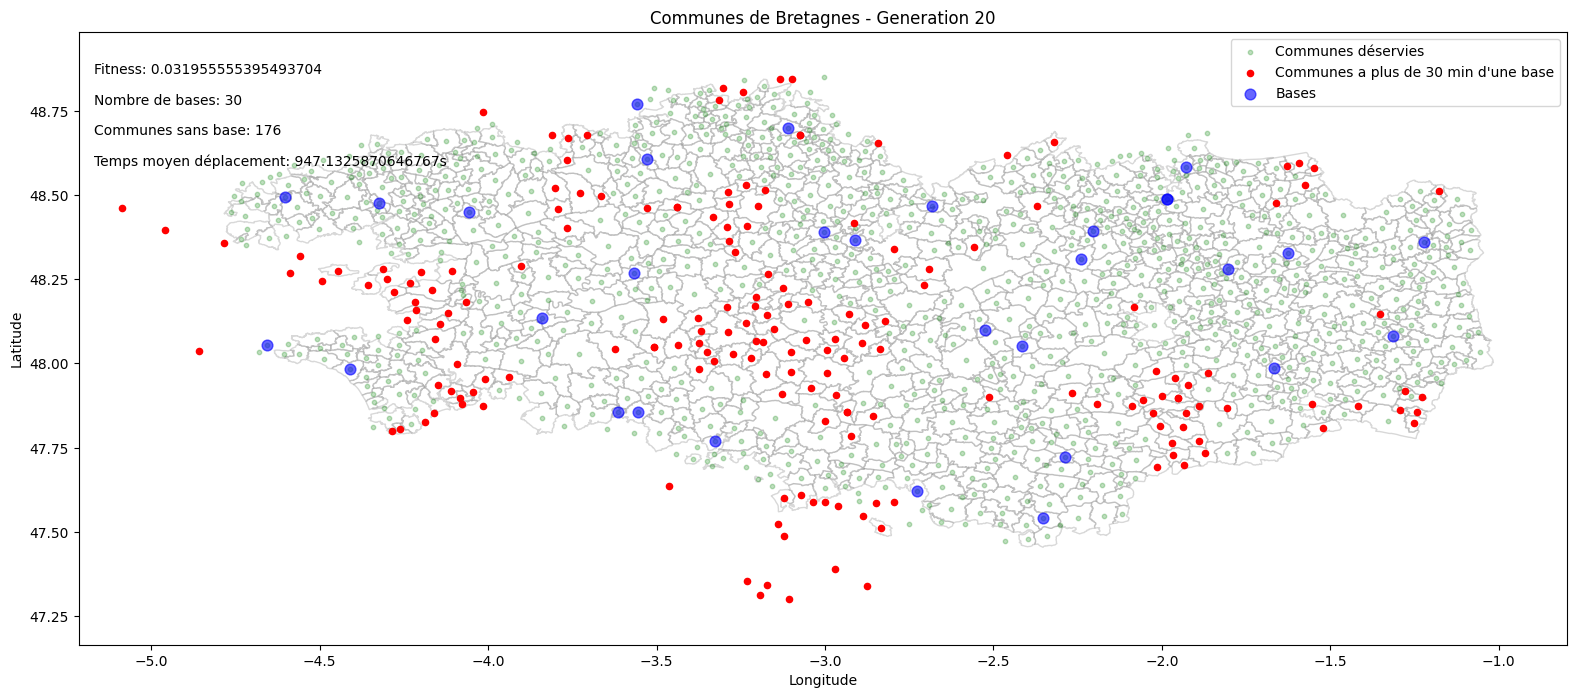 Communes de Bretagnes - Generation 20
Fitness: 0.031955555395493704
Nombre de bases: 30
Communes sans base: 176
Temps moyen déplacement: 947.1325870646767s
Communes déservies
Communes a plus de 30 min d'une base
Bases
Latitude
48.75
48.50
48.25
48.00
47.75
47.50
47.25
−5.0
−4.5
−4.0
−3.5
−3.0
−2.5
−2.0
−1.5
−1.0
Longitude